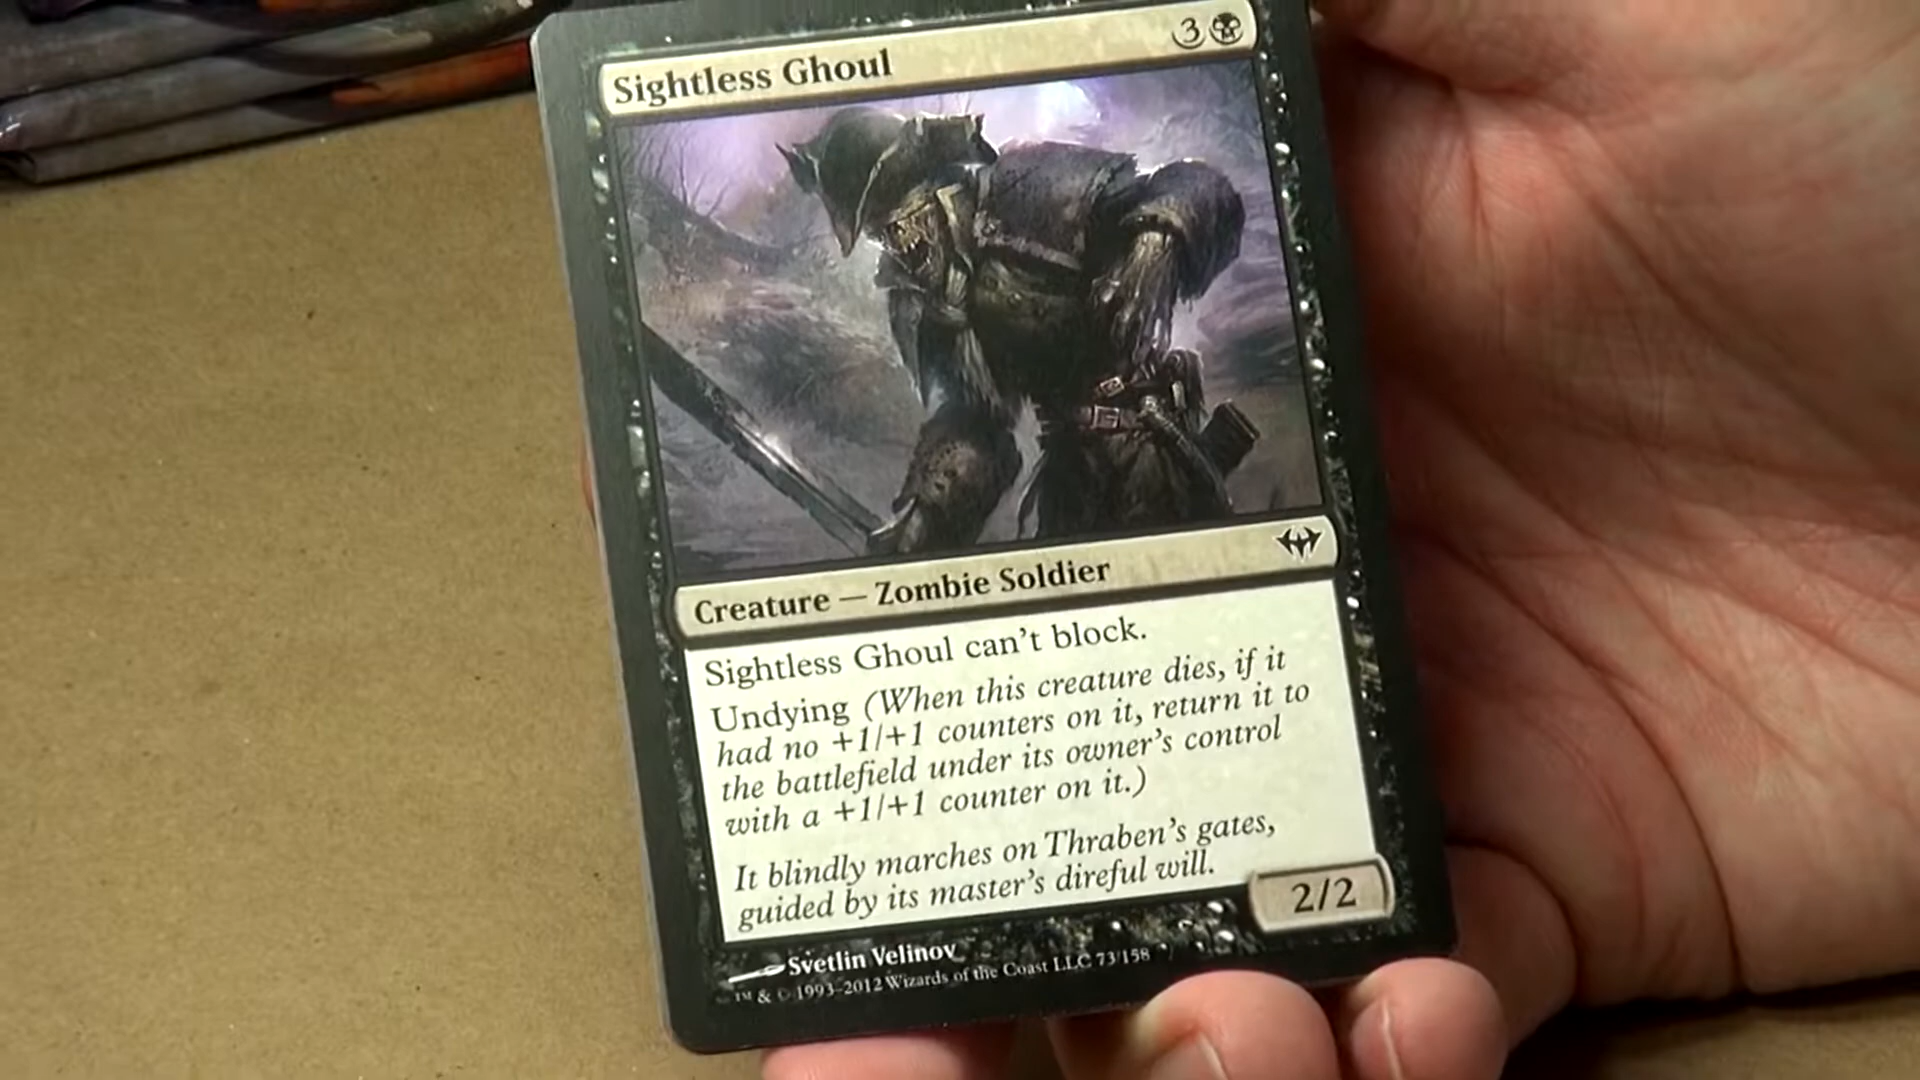 Sightless Ghoul
3
Creature — Zombie Soldier
Sightless Ghoul can't block.
Undying (When this creature dies, if it
had no +1/+1 counters on it, return it to
the battlefield under its owner's control
with a +1/+1 counter on it.)
It blindly marches on Thraben's gates,
guided by its master's direful will.
2/2
Svetlin Velinov
™ & © 1993–2012 Wizards of the Coast LLC 73/158